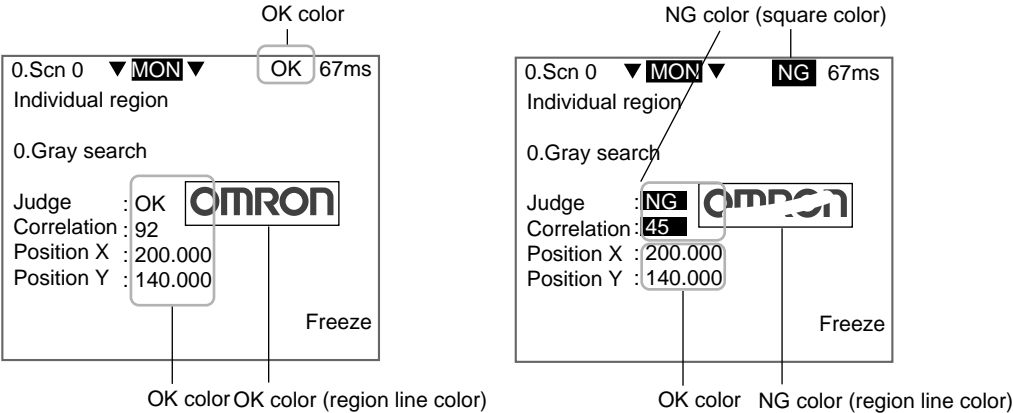 OK color
0.Scn 0 ▼ MON ▼ OK 67ms
Individual region
0.Gray search
Judge : OK
OMRON
Correlation : 92
Position X : 200.000
Position Y : 140.000
Freeze
OK color OK color (region line color)
NG color (square color)
0.Scn 0 ▼ MON ▼ NG 67ms
Individual region
0.Gray search
Judge : NG
OMRON
Correlation : 45
Position X : 200.000
Position Y : 140.000
Freeze
OK color NG color (region line color)